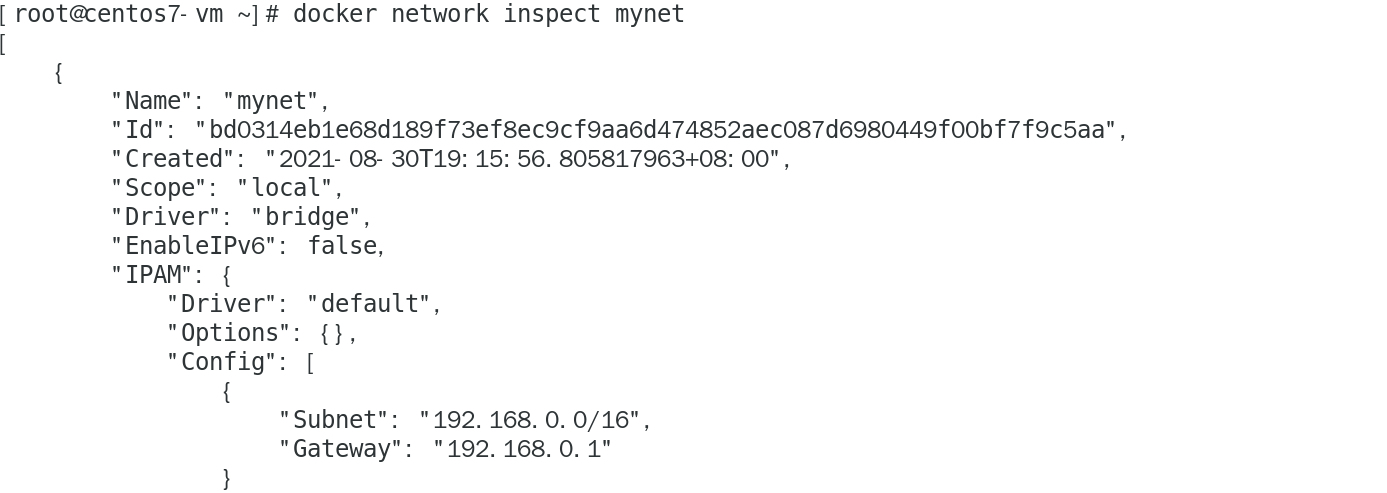 [root@centos7-vm ~]# docker network inspect mynet
[
    {
        "Name": "mynet",
        "Id": "bd0314eb1e68d189f73ef8ec9cf9aa6d474852aec087d6980449f00bf7f9c5aa",
        "Created": "2021-08-30T19:15:56.805817963+08:00",
        "Scope": "local",
        "Driver": "bridge",
        "EnableIPv6": false,
        "IPAM": {
            "Driver": "default",
            "Options": {},
            "Config": [
                {
                    "Subnet": "192.168.0.0/16",
                    "Gateway": "192.168.0.1"
                }